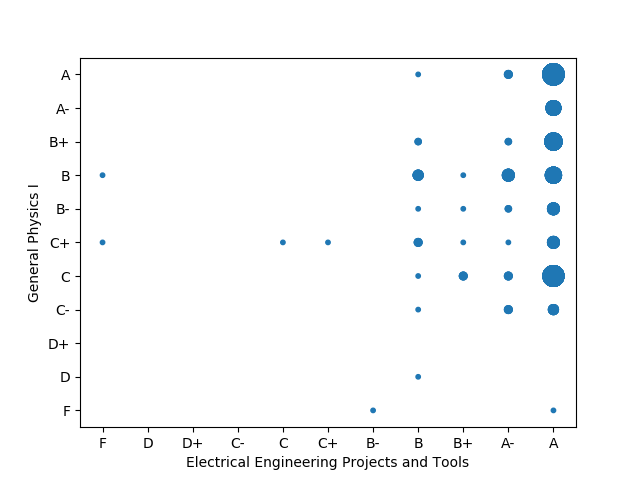 General Physics I
A
A-
B+
B
B-
C+
C
C-
D+
D
F
F D D+ C- C C+ B- B B+ A- A
Electrical Engineering Projects and Tools